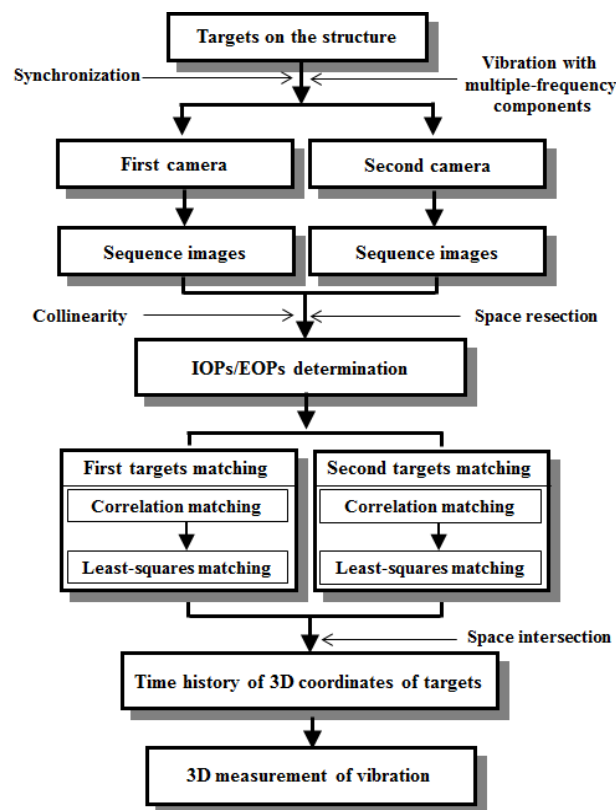 Targets on the structure
Synchronization
Vibration with
multiple-frequency
components
First camera
Second camera
Sequence images
Sequence images
Collinearity
Space resection
IOPs/EOPs determination
First targets matching
Second targets matching
Correlation matching
Correlation matching
Least-squares matching
Least-squares matching
Space intersection
Time history of 3D coordinates of targets
3D measurement of vibration